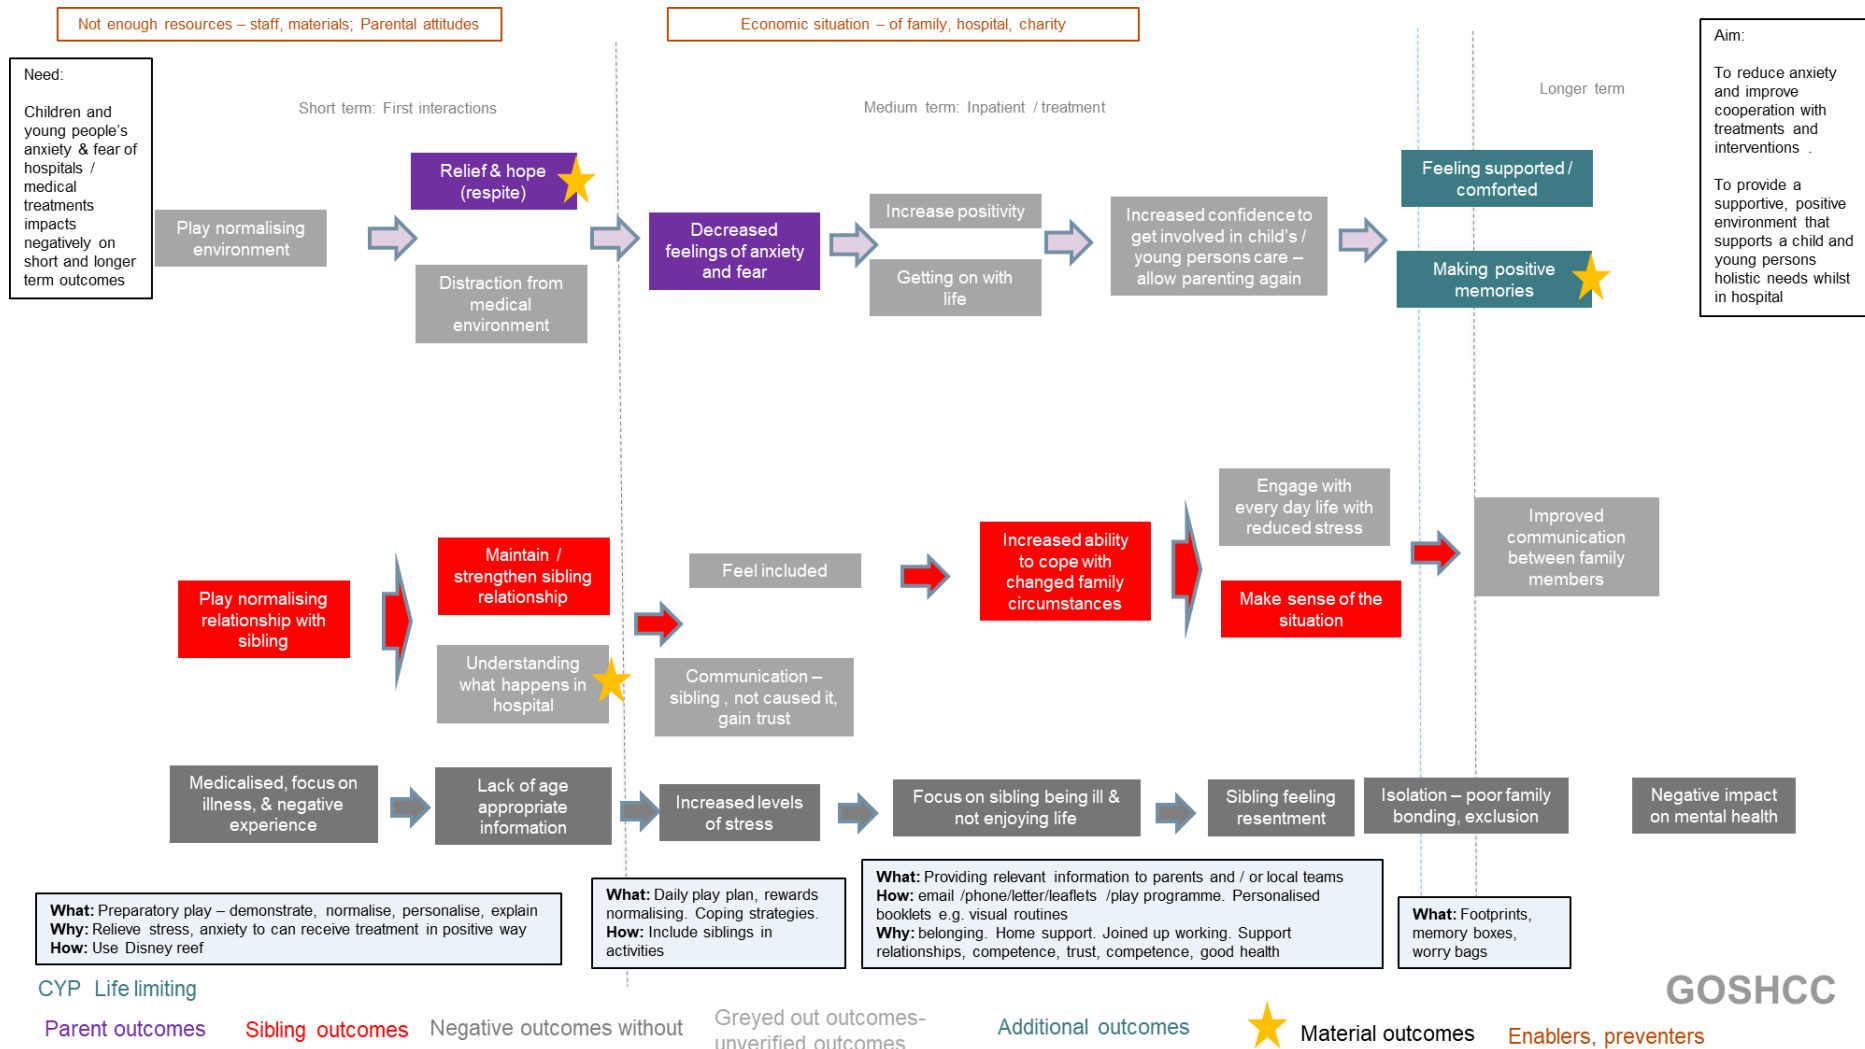 Not enough resources – staff, materials; Parental attitudes
Economic situation – of family, hospital, charity
Need:
Children and
young people's
anxiety & fear of
hospitals /
medical
treatments
impacts
negatively on
short and longer
term outcomes
Aim:
To reduce anxiety
and improve
cooperation with
treatments and
interventions .
To provide a
supportive, positive
environment that
supports a child and
young persons
holistic needs whilst
in hospital
Short term: First interactions
Medium term: Inpatient / treatment
Longer term
Play normalising
environment
Relief & hope
(respite)
Distraction from
medical
environment
Decreased
feelings of anxiety
and fear
Increase positivity
Getting on with
life
Increased confidence to
get involved in child's /
young persons care –
allow parenting again
Feeling supported /
comforted
Making positive
memories
Play normalising
relationship with
sibling
Maintain /
strengthen sibling
relationship
Understanding
what happens in
hospital
Feel included
Communication –
sibling , not caused it,
gain trust
Increased ability
to cope with
changed family
circumstances
Engage with
every day life with
reduced stress
Make sense of the
situation
Improved
communication
between family
members
Medicalised, focus on
illness, & negative
experience
Lack of age
appropriate
information
Increased levels
of stress
Focus on sibling being ill &
not enjoying life
Sibling feeling
resentment
Isolation – poor family
bonding, exclusion
Negative impact
on mental health
What: Preparatory play – demonstrate, normalise, personalise, explain
Why: Relieve stress, anxiety to can receive treatment in positive way
How: Use Disney reef
What: Daily play plan, rewards
normalising. Coping strategies.
How: Include siblings in
activities
What: Providing relevant information to parents and / or local teams
How: email /phone/letter/leaflets /play programme. Personalised
booklets e.g. visual routines
Why: belonging. Home support. Joined up working. Support
relationships, competence, trust, competence, good health
What: Footprints,
memory boxes,
worry bags
GOSHCC
CYP Life limiting
Parent outcomes
Sibling outcomes
Negative outcomes without
Greyed out outcomes-
unverified outcomes
Additional outcomes
Material outcomes
Enablers, preventers